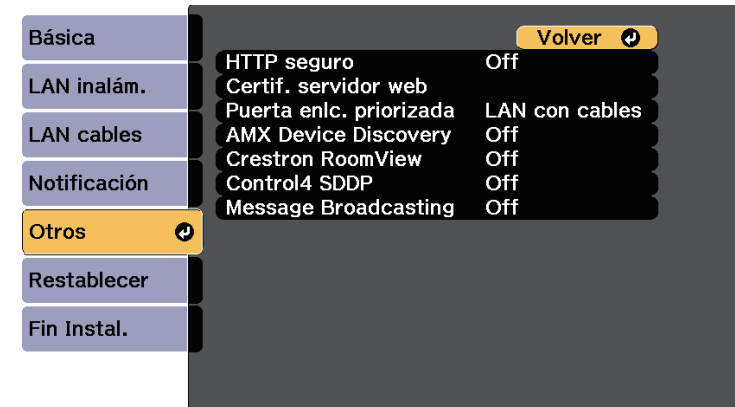 Básica
LAN inalám.
LAN cables
Notificación
Otros
Restablecer
Fin Instal.
Volver
HTTP seguro Off
Certif. servidor web
Puerta enlc. priorizada LAN con cables
AMX Device Discovery Off
Crestron RoomView Off
Control4 SDDP Off
Message Broadcasting Off